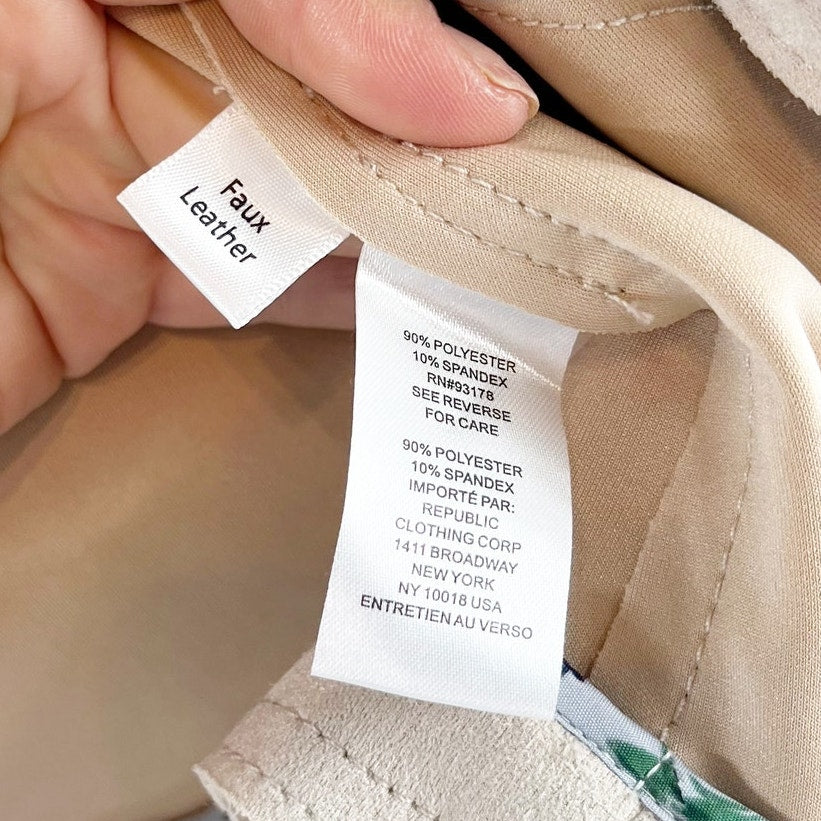 Faux
Leather
90% POLYESTER
10% SPANDEX
RN#93178
SEE REVERSE
FOR CARE
90% POLYESTER
10% SPANDEX
IMPORTÉ PAR:
REPUBLIC
CLOTHING CORP
1411 BROADWAY
NEW YORK
NY 10018 USA
ENTRETIEN AU VERSO